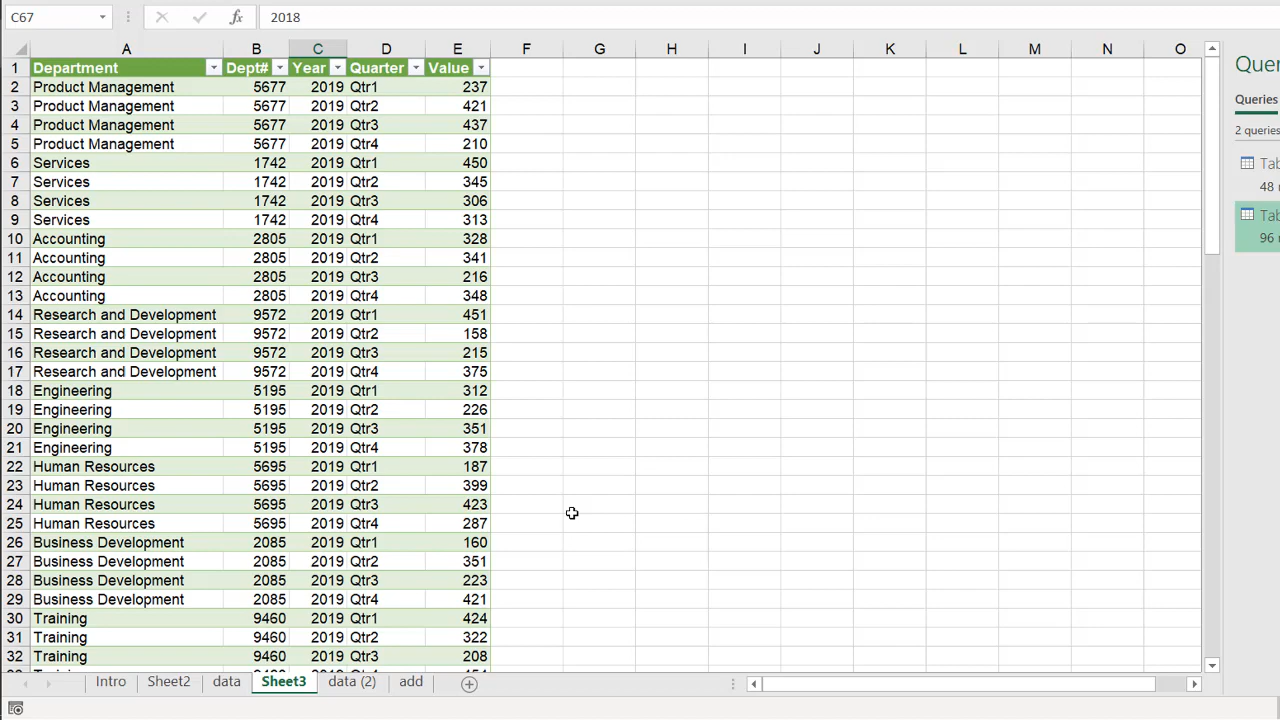 C67 fx 2018
A B C D E F G H I J K L M N O
1 Department Dept# Year Quarter Value
2 Product Management 5677 2019 Qtr1 237
3 Product Management 5677 2019 Qtr2 421
4 Product Management 5677 2019 Qtr3 437
5 Product Management 5677 2019 Qtr4 210
6 Services 1742 2019 Qtr1 450
7 Services 1742 2019 Qtr2 345
8 Services 1742 2019 Qtr3 306
9 Services 1742 2019 Qtr4 313
10 Accounting 2805 2019 Qtr1 328
11 Accounting 2805 2019 Qtr2 341
12 Accounting 2805 2019 Qtr3 216
13 Accounting 2805 2019 Qtr4 348
14 Research and Development 9572 2019 Qtr1 451
15 Research and Development 9572 2019 Qtr2 158
16 Research and Development 9572 2019 Qtr3 215
17 Research and Development 9572 2019 Qtr4 375
18 Engineering 5195 2019 Qtr1 312
19 Engineering 5195 2019 Qtr2 226
20 Engineering 5195 2019 Qtr3 351
21 Engineering 5195 2019 Qtr4 378
22 Human Resources 5695 2019 Qtr1 187
23 Human Resources 5695 2019 Qtr2 399
24 Human Resources 5695 2019 Qtr3 423
25 Human Resources 5695 2019 Qtr4 287
26 Business Development 2085 2019 Qtr1 160
27 Business Development 2085 2019 Qtr2 351
28 Business Development 2085 2019 Qtr3 223
29 Business Development 2085 2019 Qtr4 421
30 Training 9460 2019 Qtr1 424
31 Training 9460 2019 Qtr2 322
32 Training 9460 2019 Qtr3 208
Intro Sheet2 data Sheet3 data (2) add
Quer
Queries
2 queries
Tab
48
Tab
96